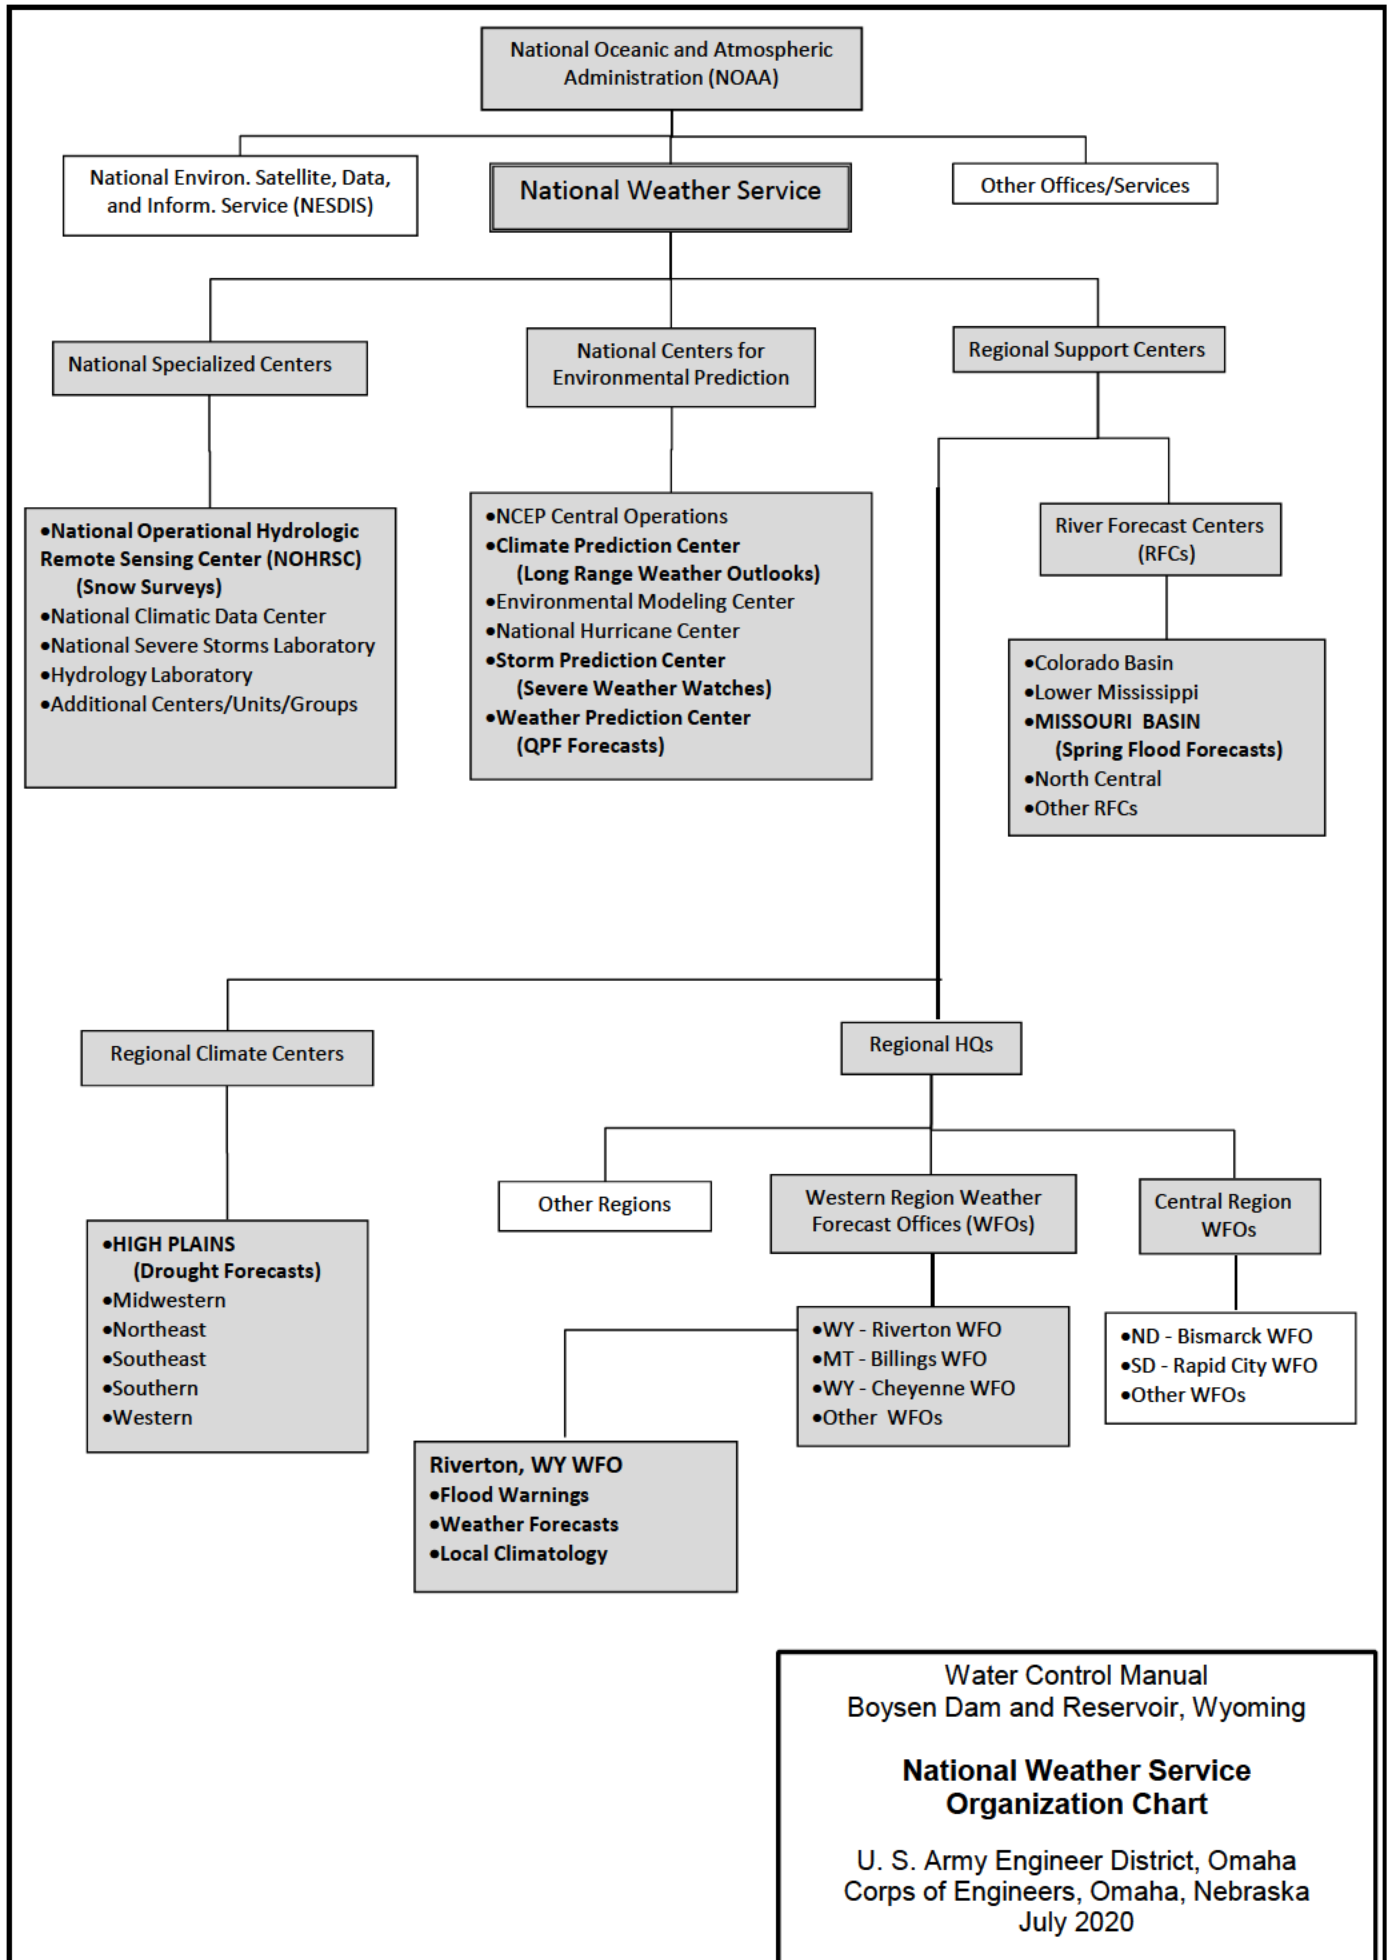 National Oceanic and Atmospheric
Administration (NOAA)
National Environ. Satellite, Data,
and Inform. Service (NESDIS)
National Weather Service
Other Offices/Services
National Specialized Centers
National Centers for
Environmental Prediction
Regional Support Centers
•National Operational Hydrologic
Remote Sensing Center (NOHRSC)
(Snow Surveys)
•National Climatic Data Center
•National Severe Storms Laboratory
•Hydrology Laboratory
•Additional Centers/Units/Groups
•NCEP Central Operations
•Climate Prediction Center
(Long Range Weather Outlooks)
•Environmental Modeling Center
•National Hurricane Center
•Storm Prediction Center
(Severe Weather Watches)
•Weather Prediction Center
(QPF Forecasts)
River Forecast Centers
(RFCs)
•Colorado Basin
•Lower Mississippi
•MISSOURI BASIN
(Spring Flood Forecasts)
•North Central
•Other RFCs
Regional Climate Centers
Regional HQs
•HIGH PLAINS
(Drought Forecasts)
•Midwestern
•Northeast
•Southeast
•Southern
•Western
Other Regions
Western Region Weather
Forecast Offices (WFOs)
Central Region
WFOs
•WY - Riverton WFO
•MT - Billings WFO
•WY - Cheyenne WFO
•Other WFOs
•ND - Bismarck WFO
•SD - Rapid City WFO
•Other WFOs
Riverton, WY WFO
•Flood Warnings
•Weather Forecasts
•Local Climatology
Water Control Manual
Boysen Dam and Reservoir, Wyoming
National Weather Service
Organization Chart
U. S. Army Engineer District, Omaha
Corps of Engineers, Omaha, Nebraska
July 2020